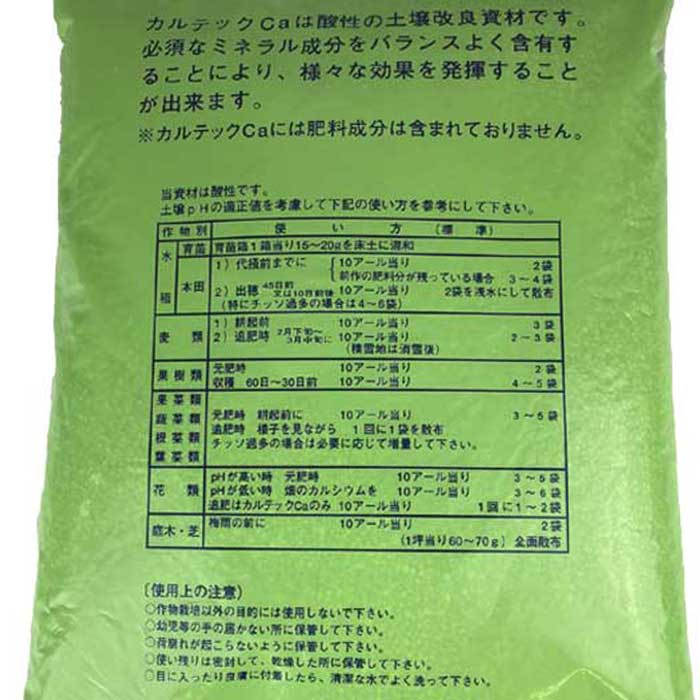 カルテックCaは酸性の土壌改良資材です。
必須なミネラル成分をバランスよく含有す
ることにより、様々な効果を発揮すること
が出来ます。
※カルテックCaには肥料成分は含まれておりません。
当資材は酸性です。
土壌pHの適正値を考慮して下記の使い方を参考にして下さい。
作物別 使い方（標準）
水稲 育苗 育苗箱1箱当り15～20gを床土に混和
本田 1）代掻前までに 10アール当り 2袋
前作の肥料分が残っている場合 3～4袋
2）出穂 45日前又は10日前後 10アール当り 2袋を浅水にして散布
(特にチッソ過多の場合は4～6袋)
麦類 1）耕起前 10アール当り 3袋
2）追肥時 2月下旬～3月中旬に 10アール当り 2～3袋
(積雪地は消雪後)
果樹類 元肥時 10アール当り 2袋
収穫 60日～30日前 10アール当り 4～5袋
果菜類
蔬菜類 元肥時 耕起前に 10アール当り 3～5袋
根菜類 追肥時 様子を見ながら 1回に1袋を散布
葉菜類 チッソ過多の場合は必要に応じて増量して下さい。
花類 pHが高い時 元肥時 10アール当り 3～5袋
pHが低い時 畑のカルシウムを 10アール当り 3～6袋
追肥はカルテックCaのみ 10アール当り 1回に1～2袋
庭木・芝 梅雨の前に 10アール当り 2袋
(1坪当り60～70g) 全面散布
〔使用上の注意〕
○作物栽培以外の目的には使用しないで下さい。
○幼児等の手の届かない所に保管して下さい。
○荷崩れが起こらないように保管して下さい。
○使い残りは密封して、乾燥した所に保管して下さい。
○目に入ったり皮膚に付着したら、清潔な水でよく洗って下さい。